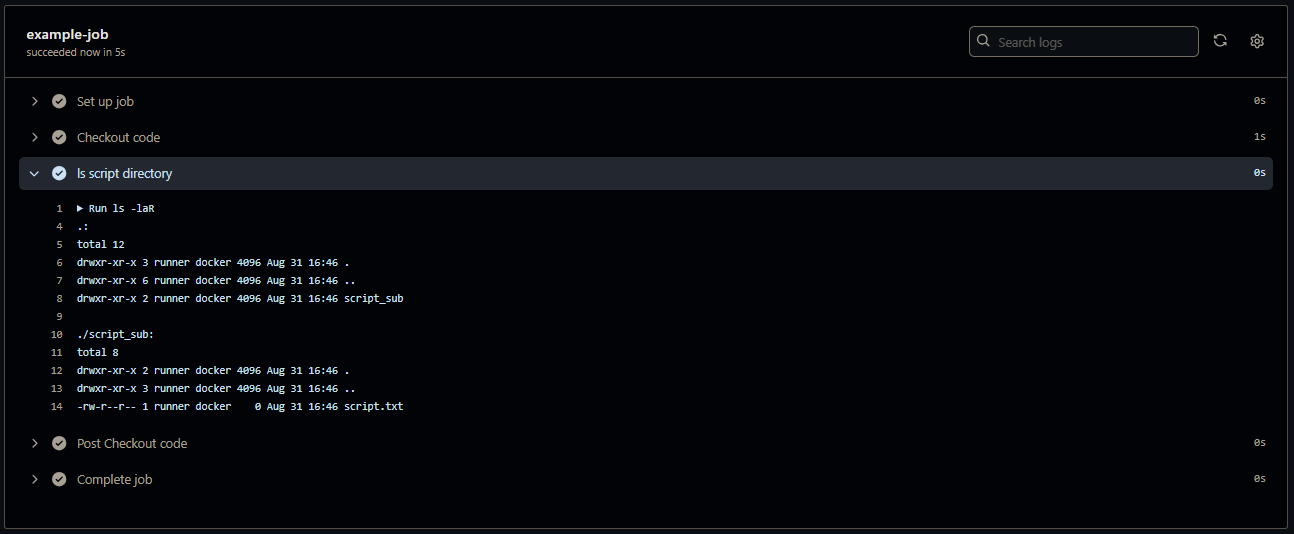 example-job
succeeded now in 5s
Search logs
Set up job 0s
Checkout code 1s
ls script directory 0s
1 ▶ Run ls -laR
4 .:
5 total 12
6 drwxr-xr-x 3 runner docker 4096 Aug 31 16:46 .
7 drwxr-xr-x 6 runner docker 4096 Aug 31 16:46 ..
8 drwxr-xr-x 2 runner docker 4096 Aug 31 16:46 script_sub
9
10 ./script_sub:
11 total 8
12 drwxr-xr-x 2 runner docker 4096 Aug 31 16:46 .
13 drwxr-xr-x 3 runner docker 4096 Aug 31 16:46 ..
14 -rw-r--r-- 1 runner docker    0 Aug 31 16:46 script.txt
Post Checkout code 0s
Complete job 0s